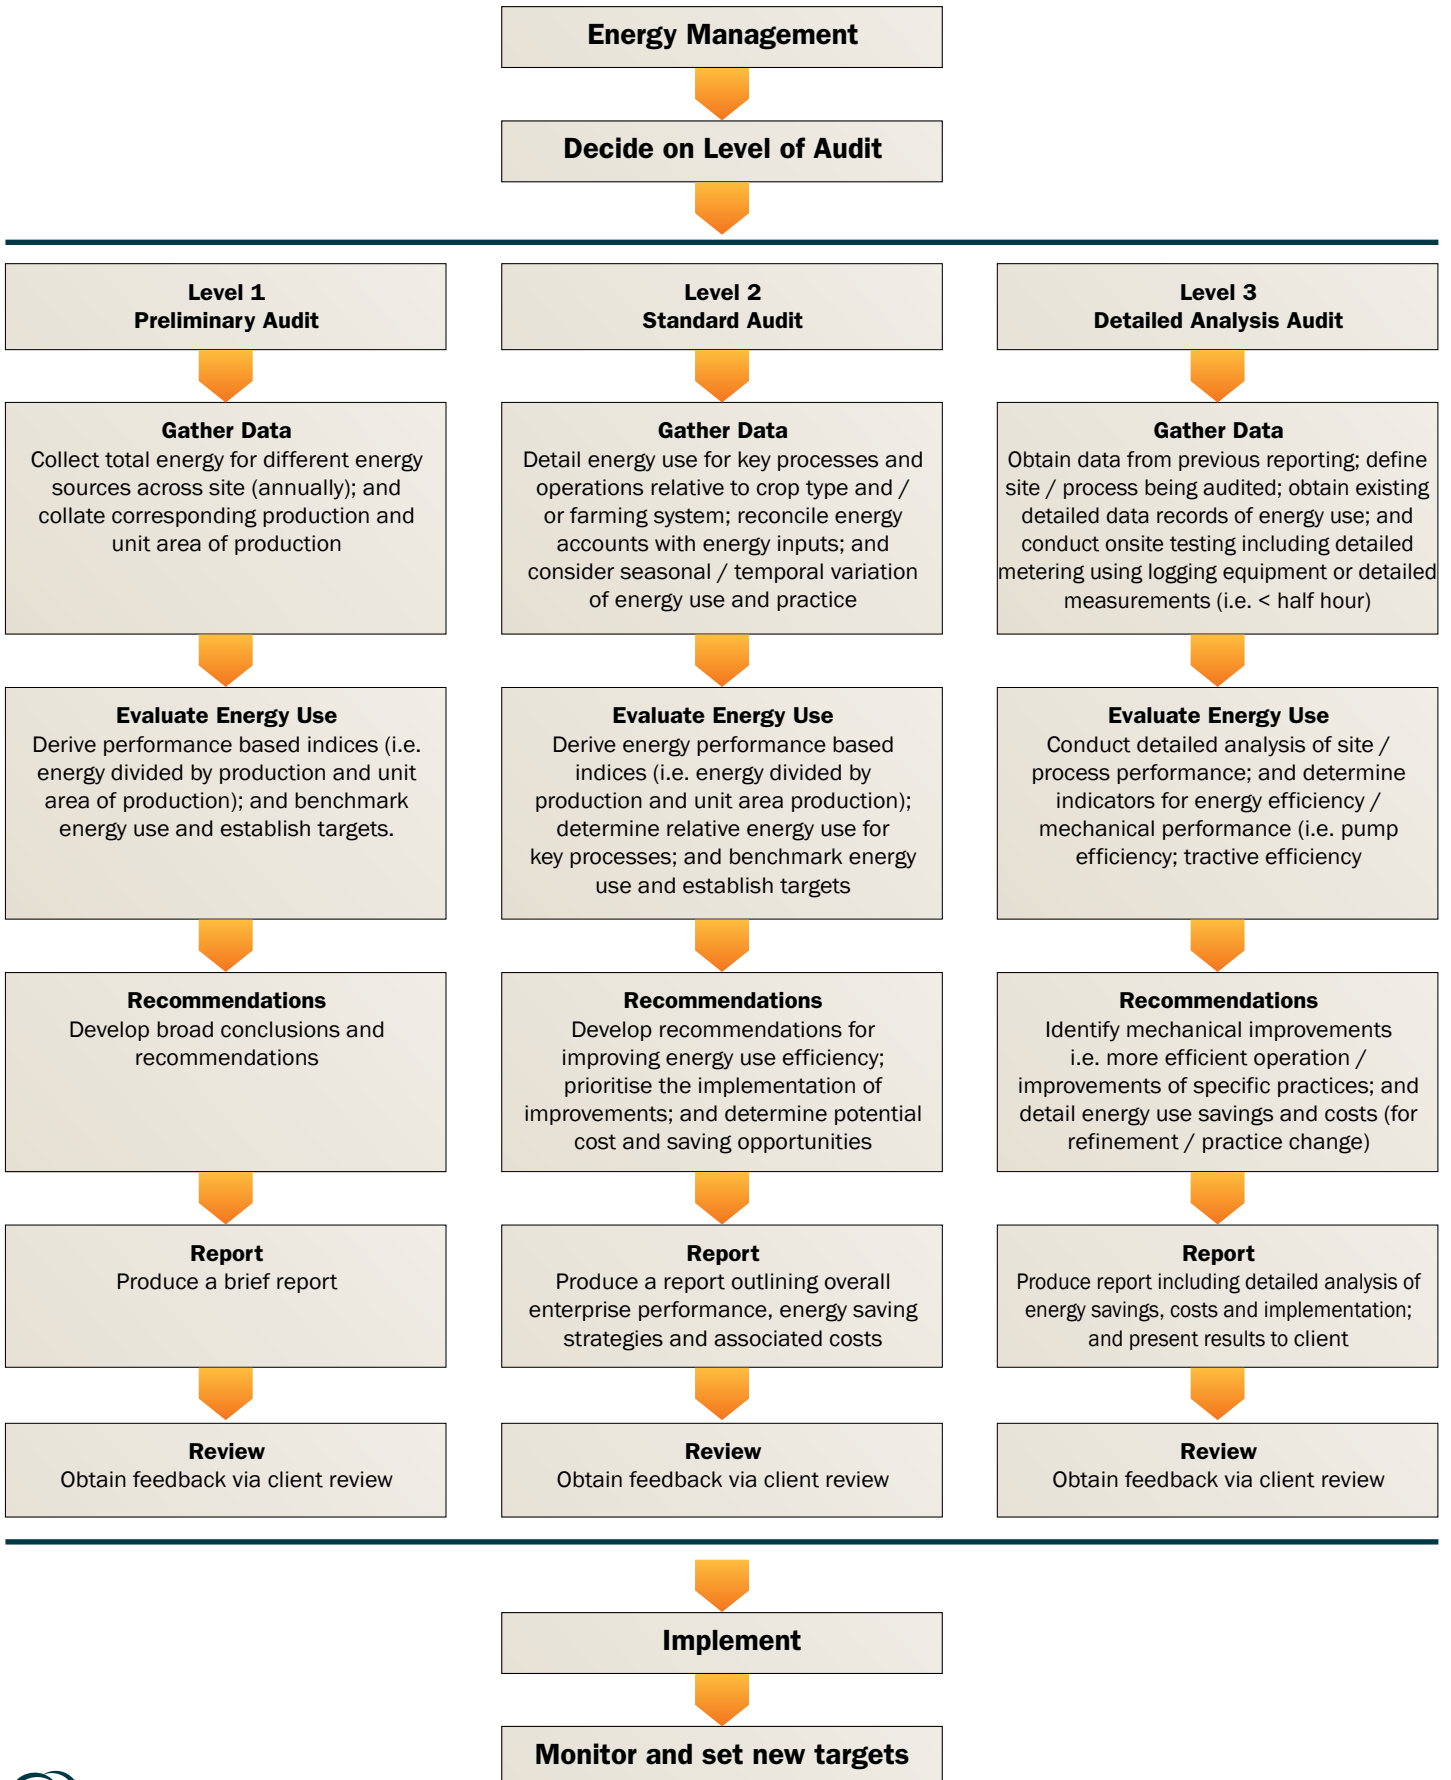 Energy Management
Decide on Level of Audit
Level 1
Preliminary Audit
Gather Data
Collect total energy for different energy
sources across site (annually); and
collate corresponding production and
unit area of production
Evaluate Energy Use
Derive performance based indices (i.e.
energy divided by production and unit
area of production); and benchmark
energy use and establish targets.
Recommendations
Develop broad conclusions and
recommendations
Report
Produce a brief report
Review
Obtain feedback via client review
Level 2
Standard Audit
Gather Data
Detail energy use for key processes and
operations relative to crop type and /
or farming system; reconcile energy
accounts with energy inputs; and
consider seasonal / temporal variation
of energy use and practice
Evaluate Energy Use
Derive energy performance based
indices (i.e. energy divided by
production and unit area production);
determine relative energy use for
key processes; and benchmark energy
use and establish targets
Recommendations
Develop recommendations for
improving energy use efficiency;
prioritise the implementation of
improvements; and determine potential
cost and saving opportunities
Report
Produce a report outlining overall
enterprise performance, energy saving
strategies and associated costs
Review
Obtain feedback via client review
Level 3
Detailed Analysis Audit
Gather Data
Obtain data from previous reporting; define
site / process being audited; obtain existing
detailed data records of energy use; and
conduct onsite testing including detailed
metering using logging equipment or detailed
measurements (i.e. < half hour)
Evaluate Energy Use
Conduct detailed analysis of site /
process performance; and determine
indicators for energy efficiency /
mechanical performance (i.e. pump
efficiency; tractive efficiency
Recommendations
Identify mechanical improvements
i.e. more efficient operation /
improvements of specific practices; and
detail energy use savings and costs (for
refinement / practice change)
Report
Produce report including detailed analysis of
energy savings, costs and implementation;
and present results to client
Review
Obtain feedback via client review
Implement
Monitor and set new targets